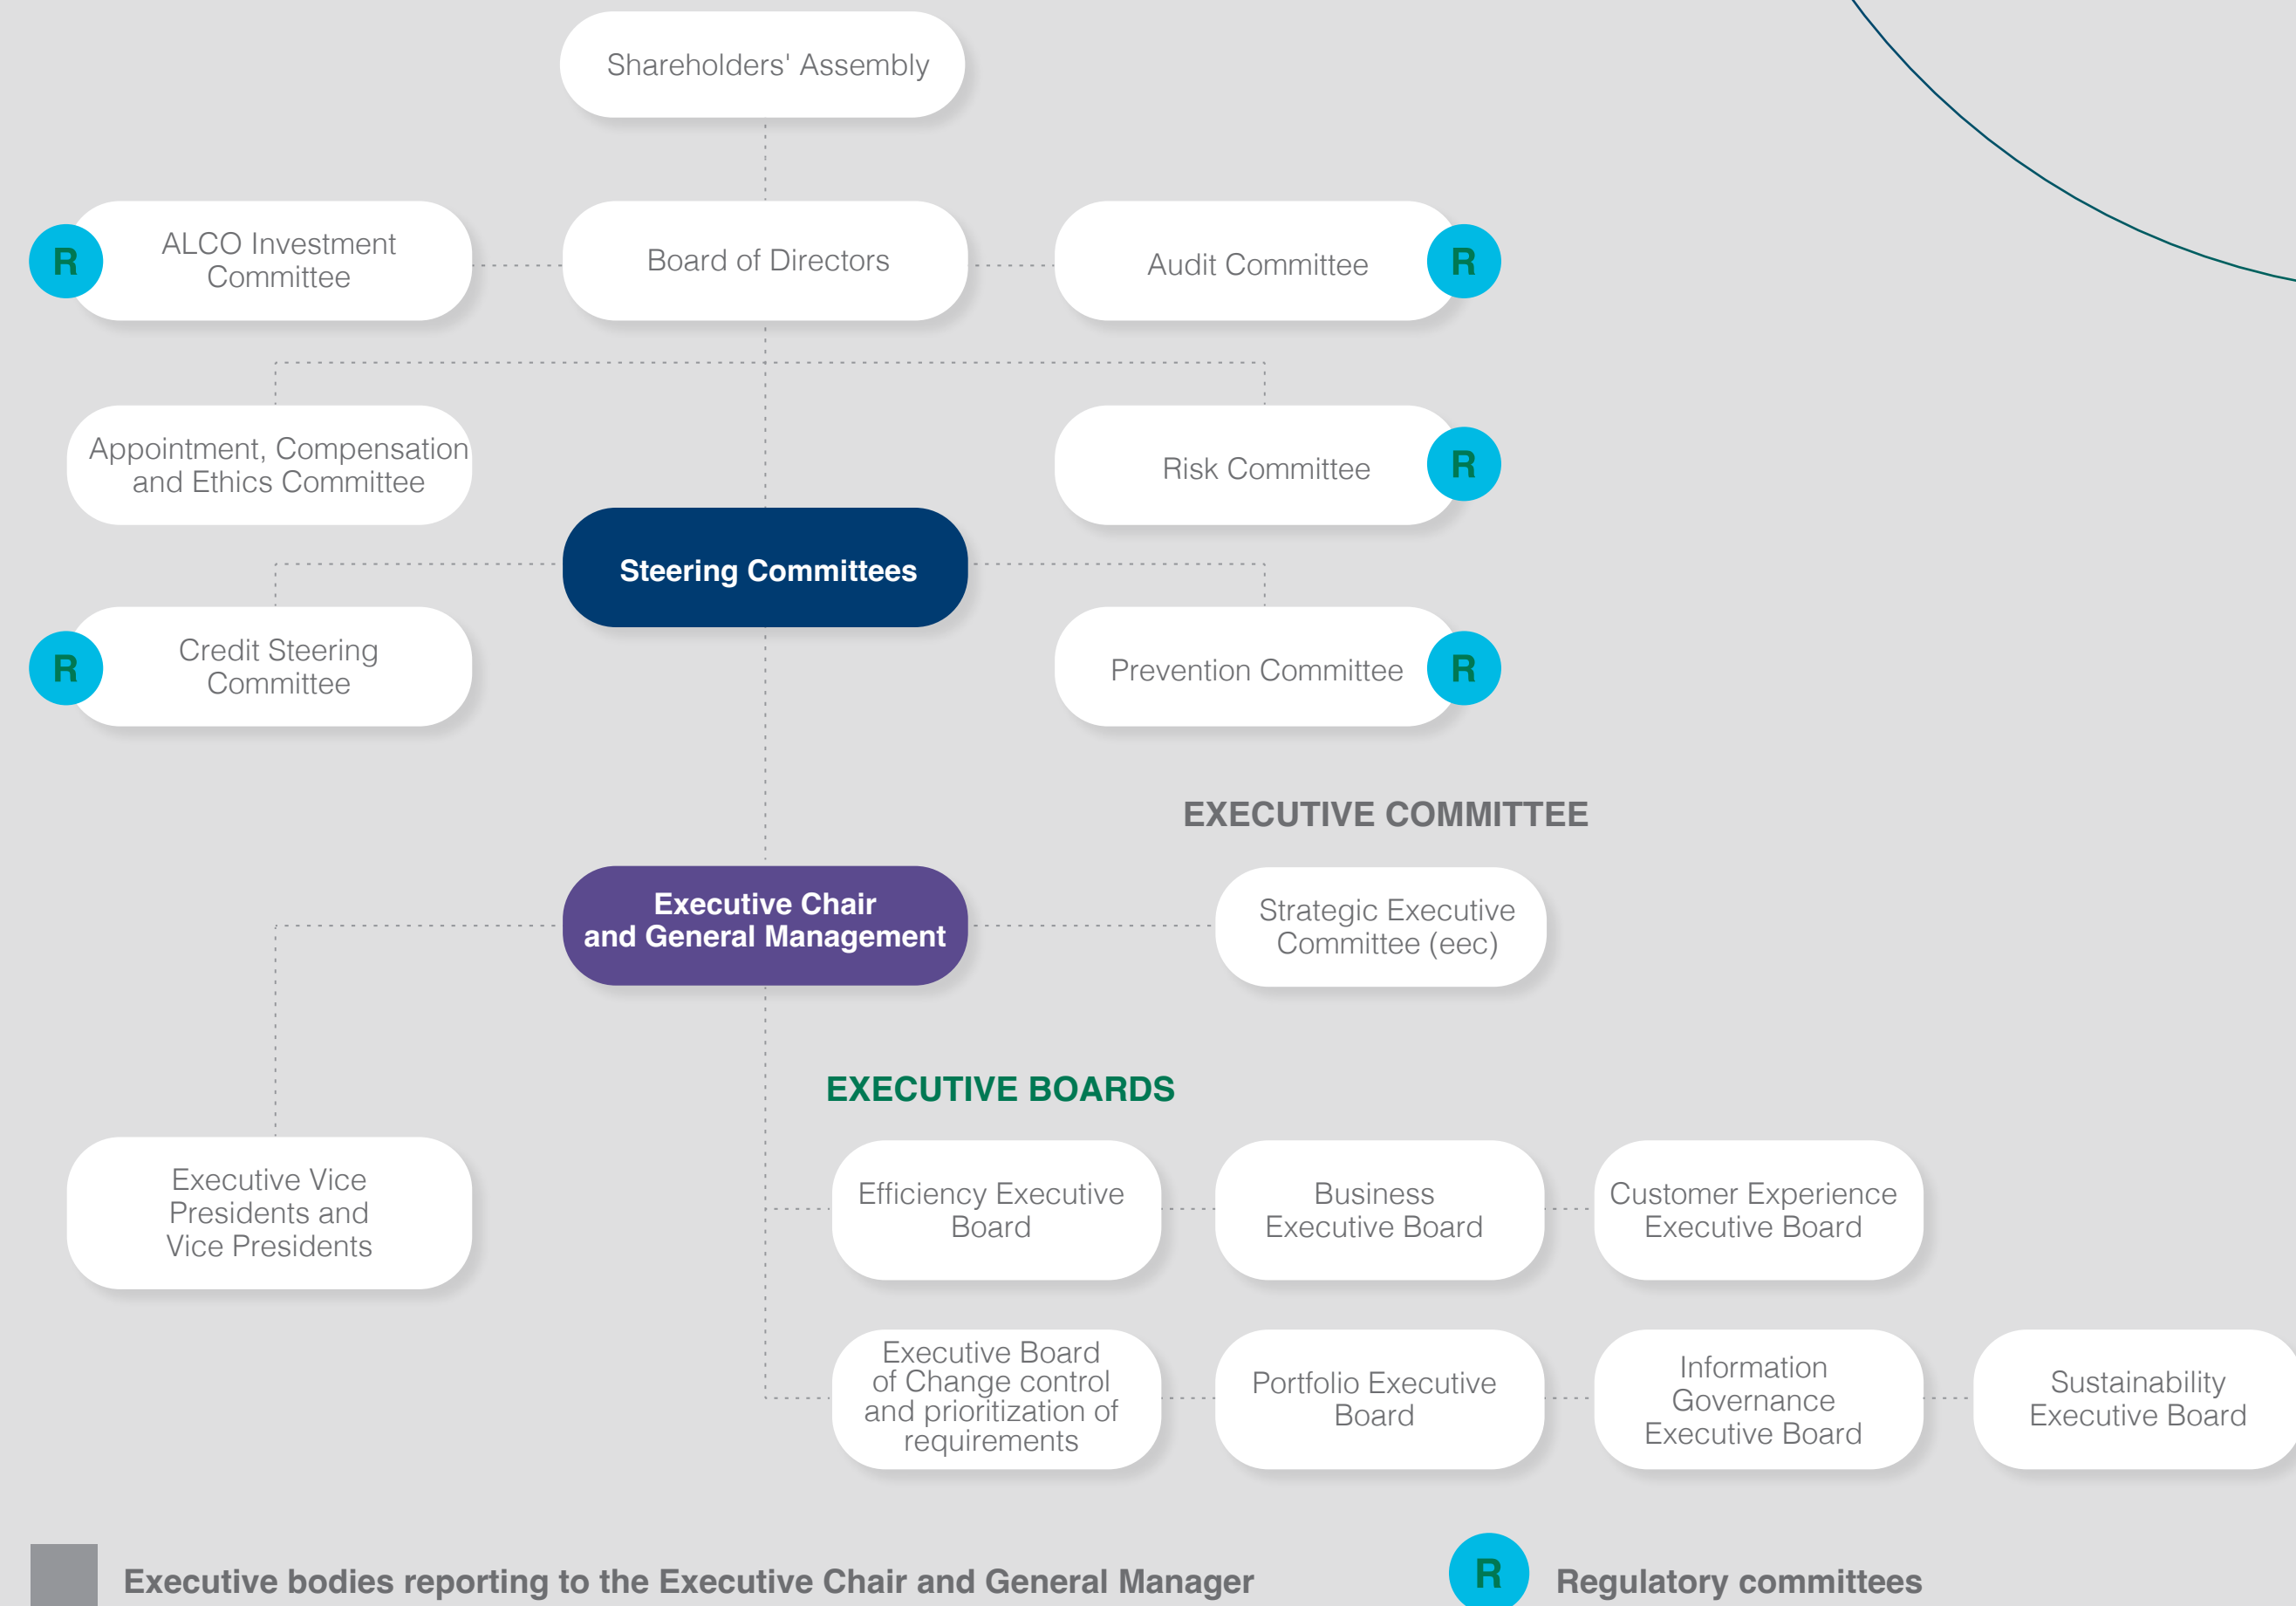 Shareholders' Assembly
R
ALCO Investment
Committee
Board of Directors
Audit Committee
R
Appointment, Compensation
and Ethics Committee
Risk Committee
R
Steering Committees
R
Credit Steering
Committee
Prevention Committee
R
EXECUTIVE COMMITTEE
Executive Chair
and General Management
Strategic Executive
Committee (eec)
EXECUTIVE BOARDS
Executive Vice
Presidents and
Vice Presidents
Efficiency Executive
Board
Business
Executive Board
Customer Experience
Executive Board
Executive Board
of Change control
and prioritization of
requirements
Portfolio Executive
Board
Information
Governance
Executive Board
Sustainability
Executive Board
Executive bodies reporting to the Executive Chair and General Manager
R
Regulatory committees